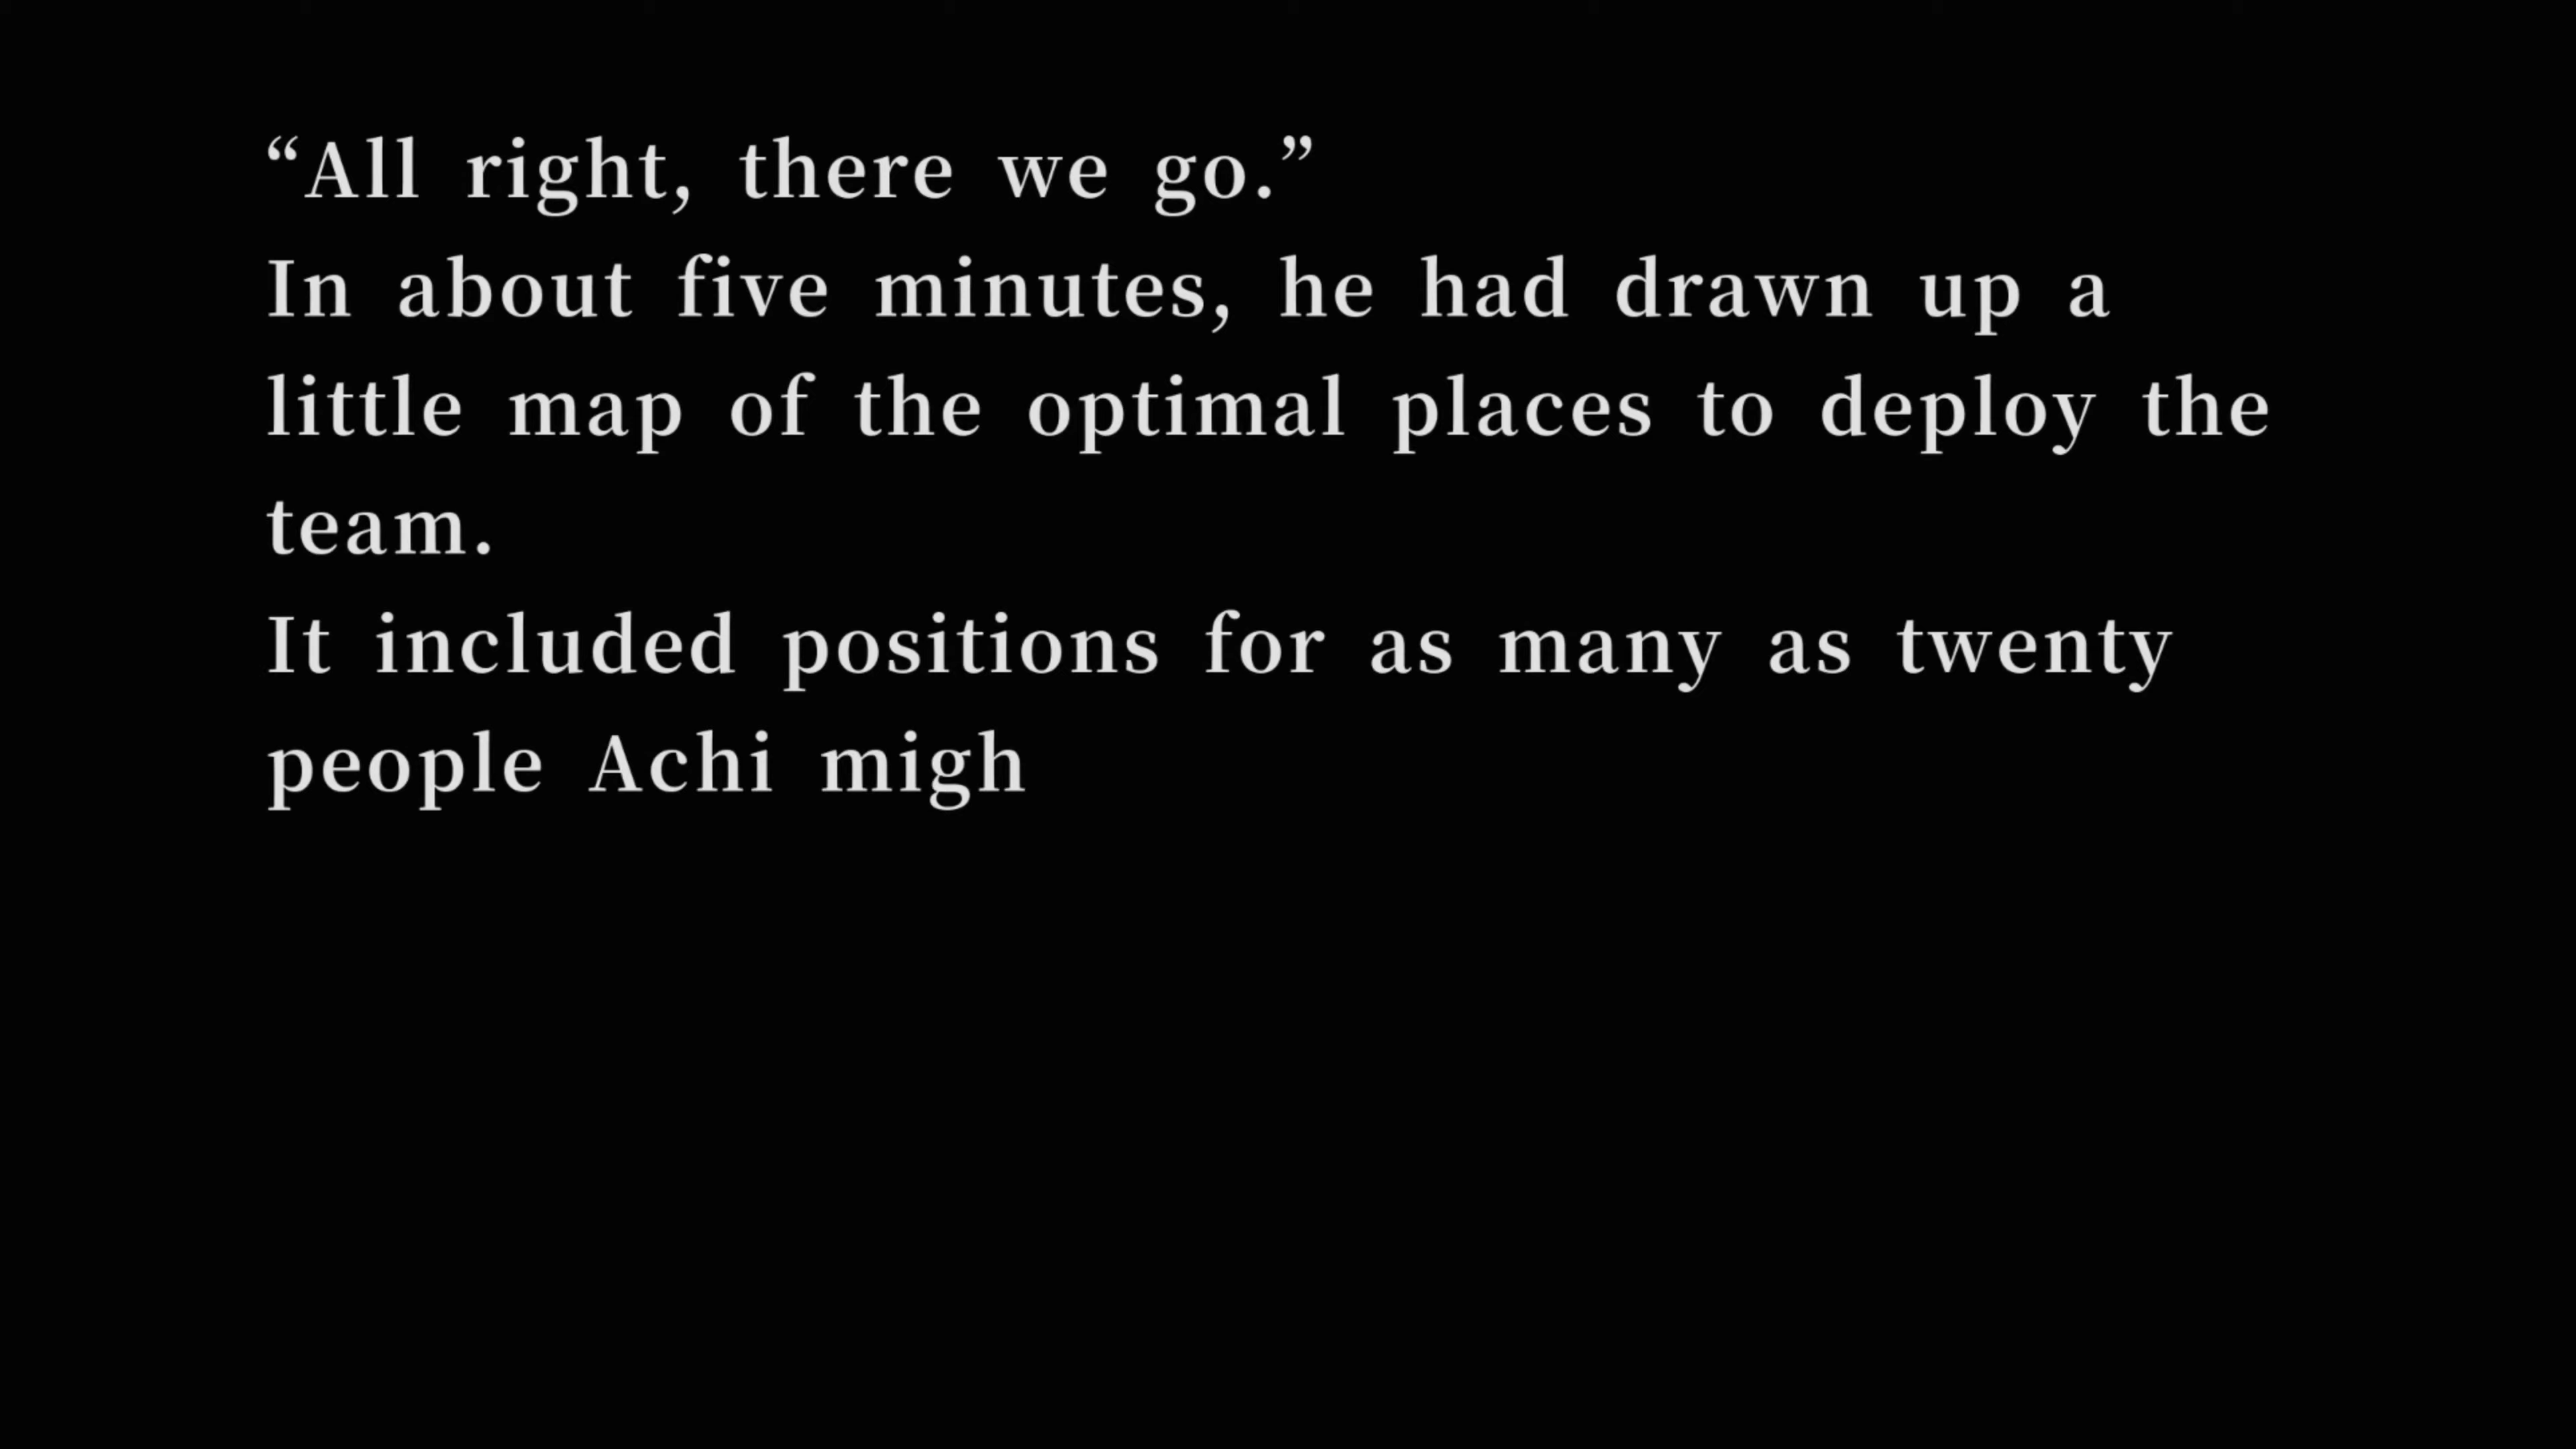 “All right, there we go.”
In about five minutes, he had drawn up a
little map of the optimal places to deploy the
team.
It included positions for as many as twenty
people Achi migh